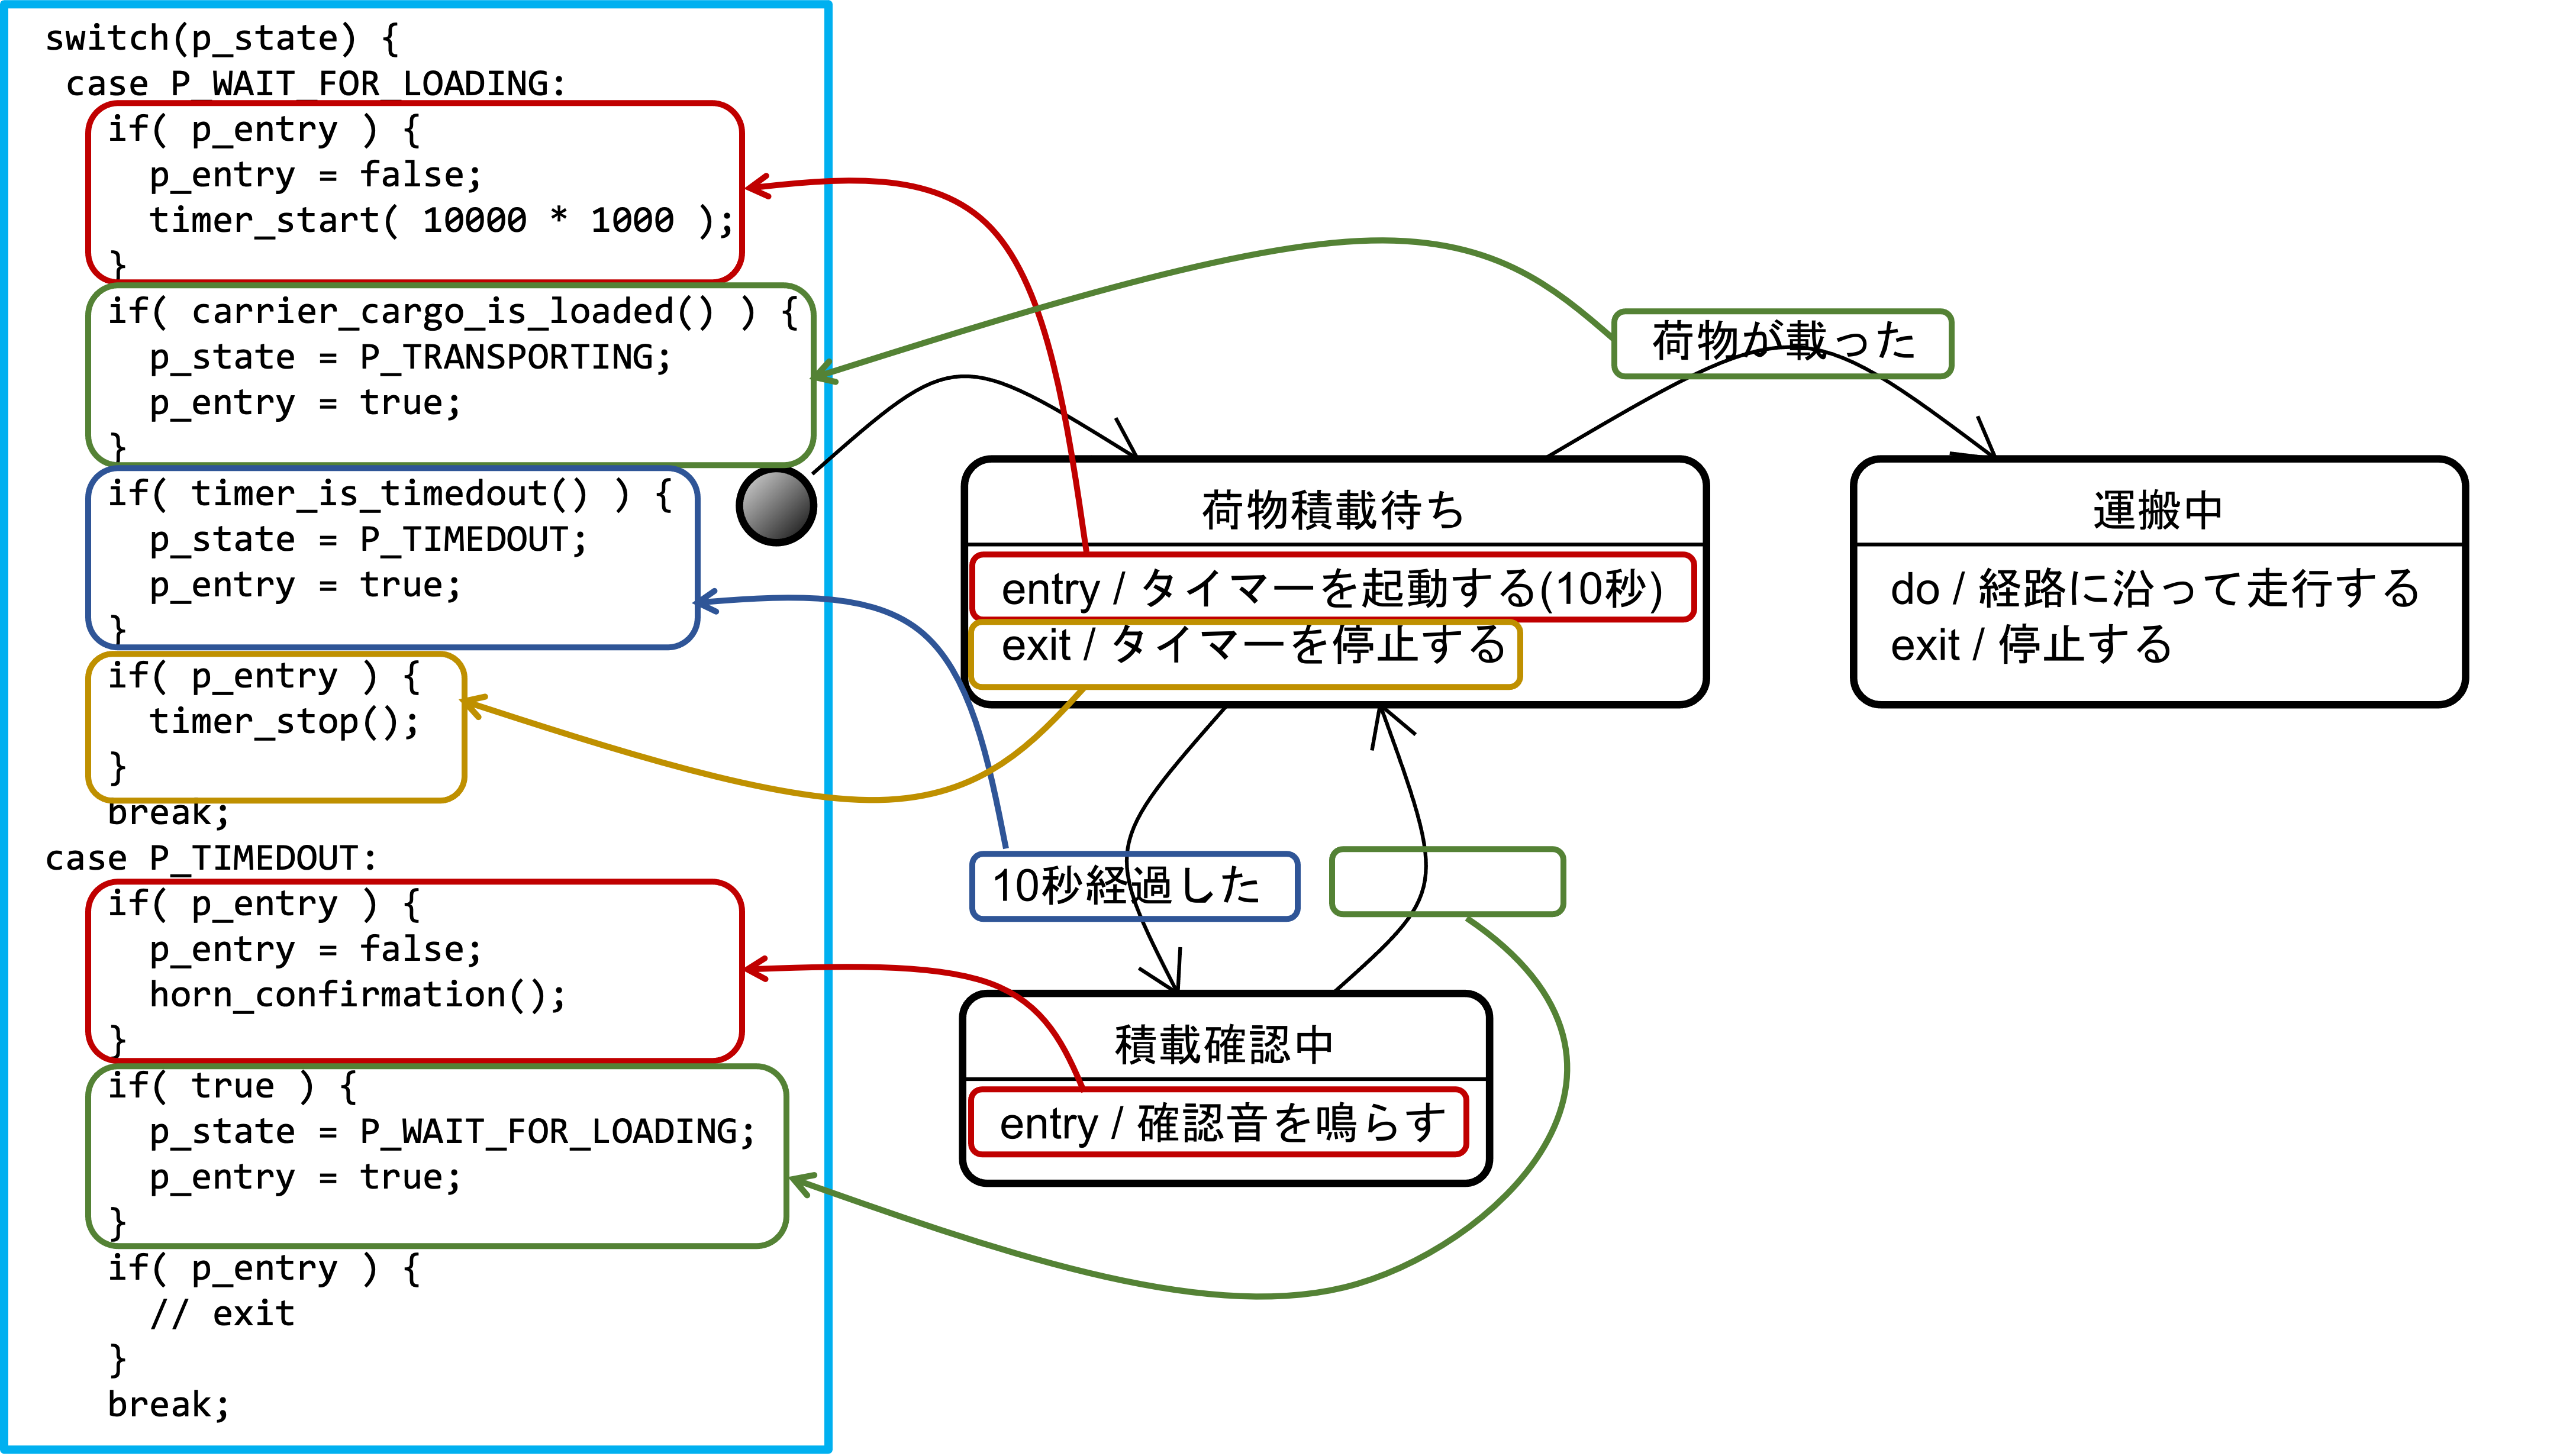 switch(p_state) {
case P_WAIT_FOR_LOADING:
if( p_entry ) {
p_entry = false;
timer_start( 10000 * 1000 );
}
if( carrier_cargo_is_loaded() ) {
p_state = P_TRANSPORTING;
p_entry = true;
}
if( timer_is_timedout() ) {
p_state = P_TIMEDOUT;
p_entry = true;
}
if( p_entry ) {
timer_stop();
}
break;
case P_TIMEDOUT:
if( p_entry ) {
p_entry = false;
horn_confirmation();
}
if( true ) {
p_state = P_WAIT_FOR_LOADING;
p_entry = true;
}
if( p_entry ) {
// exit
}
break;
荷物が載った
荷物積載待ち
entry / タイマーを起動する(10秒)
exit / タイマーを停止する
運搬中
do / 経路に沿って走行する
exit / 停止する
10秒経過した
積載確認中
entry / 確認音を鳴らす